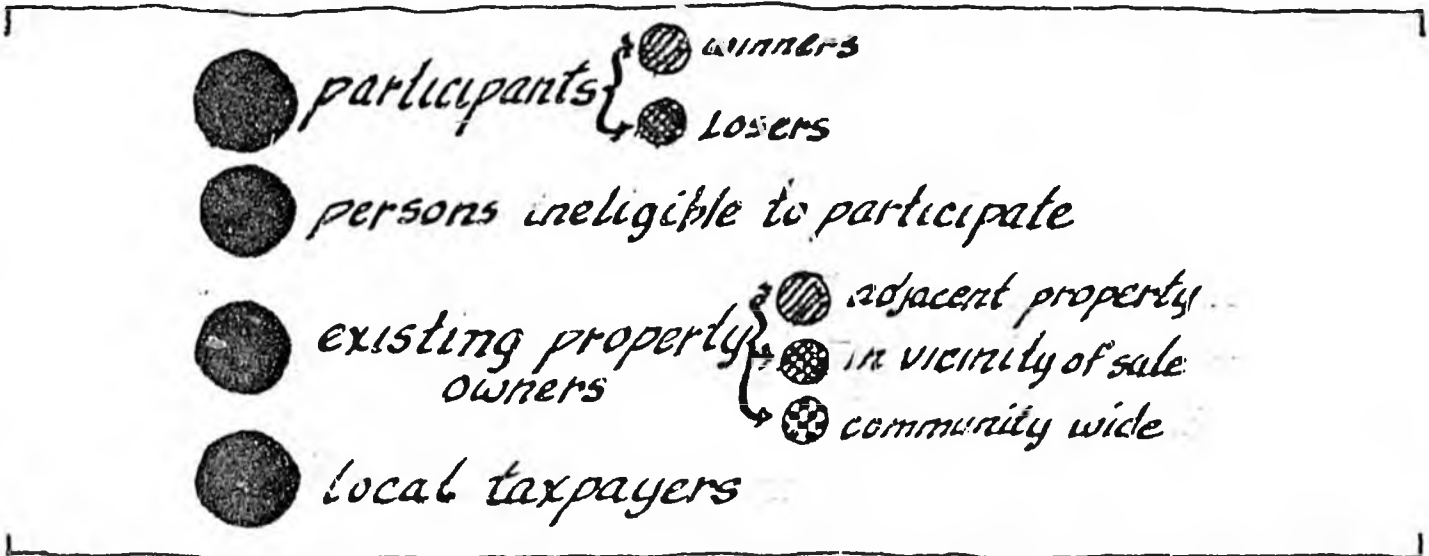 participants
winners
losers
persons ineligible to participate
existing property
owners
adjacent property
in vicinity of sale
community wide
local taxpayers